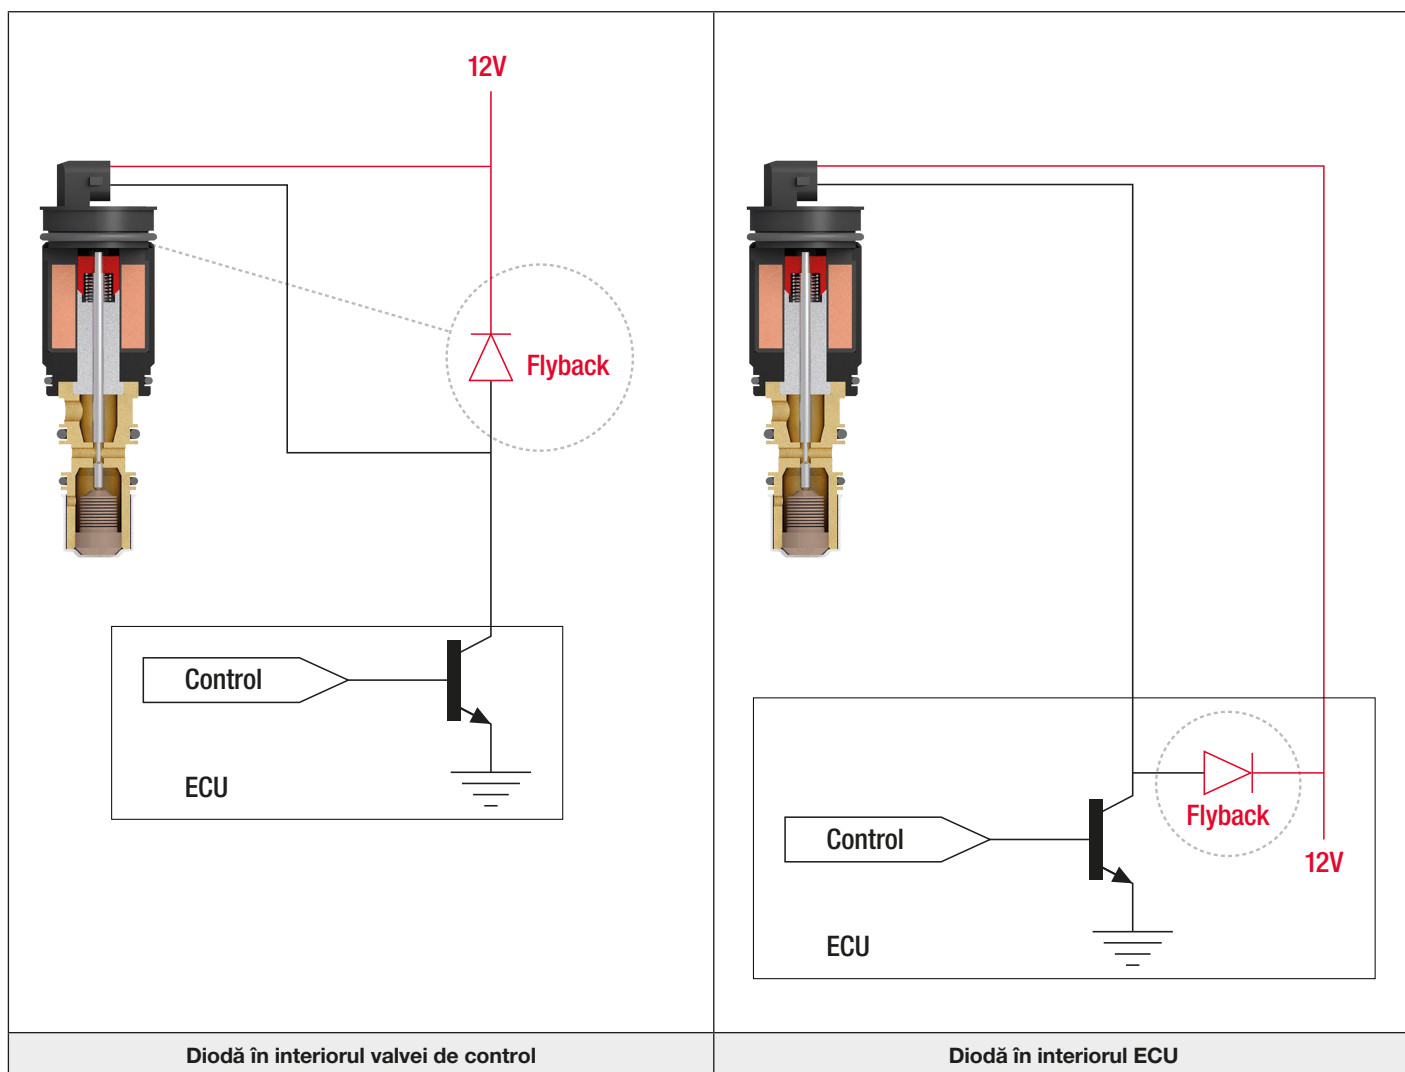 12V
Flyback
Control
ECU
Diodă în interiorul valvei de control
Flyback
12V
Control
ECU
Diodă în interiorul ECU